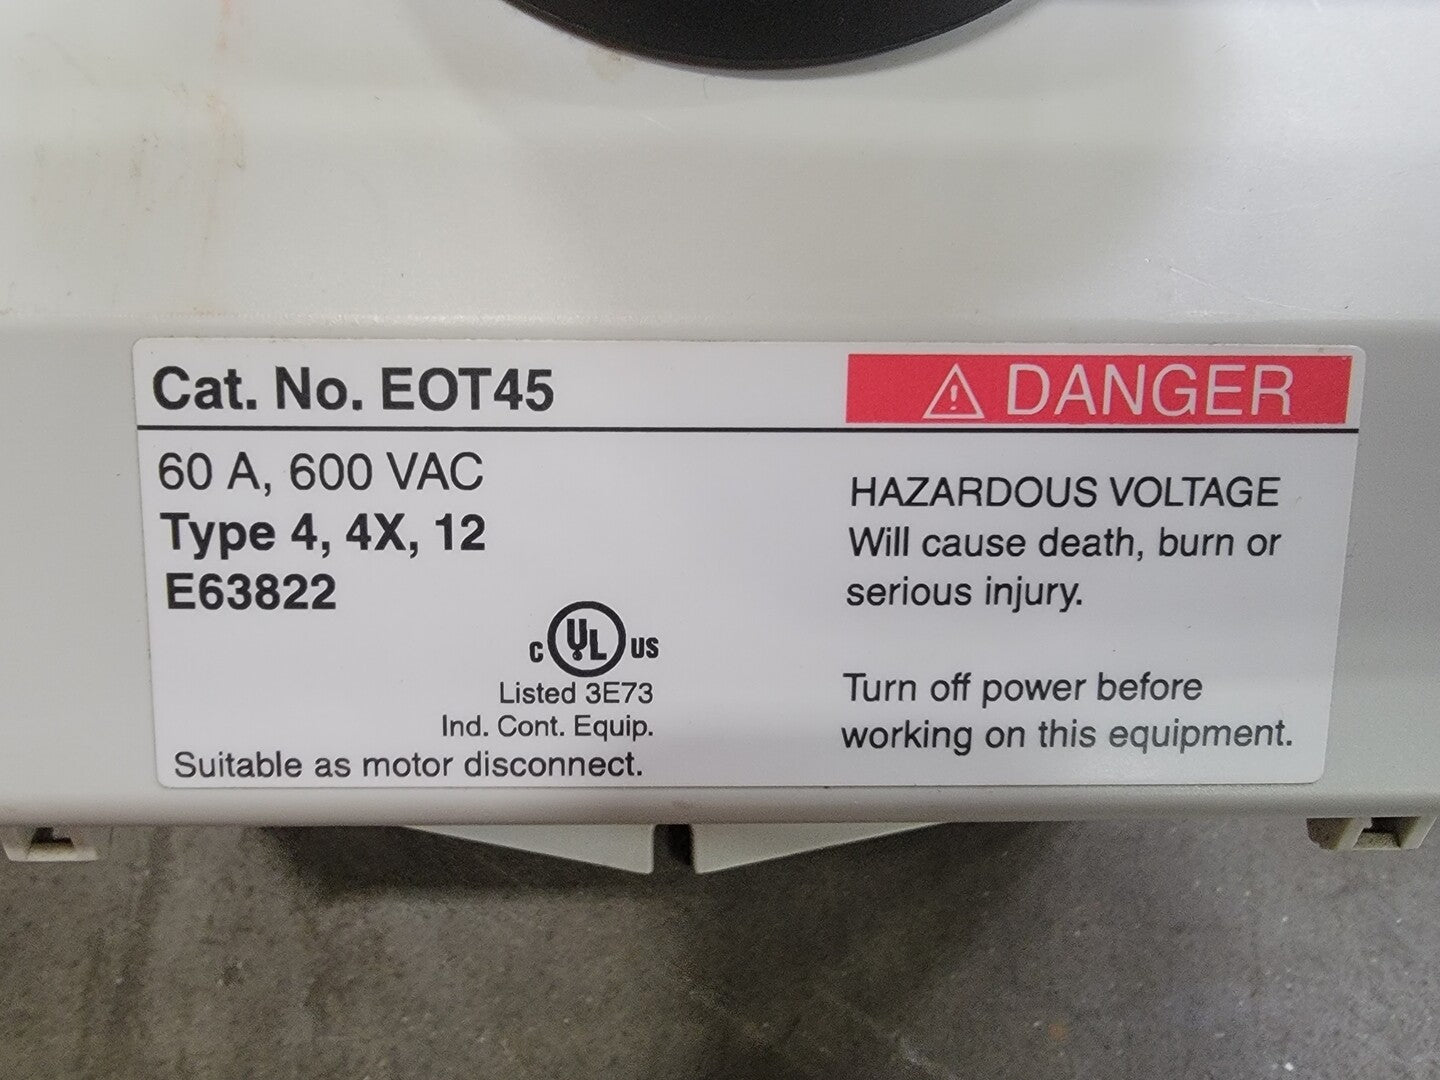 Cat. No. EOT45
60 A, 600 VAC
Type 4, 4X, 12
E63822
C UL US
Listed 3E73
Ind. Cont. Equip.
Suitable as motor disconnect.
DANGER
HAZARDOUS VOLTAGE
Will cause death, burn or
serious injury.
Turn off power before
working on this equipment.